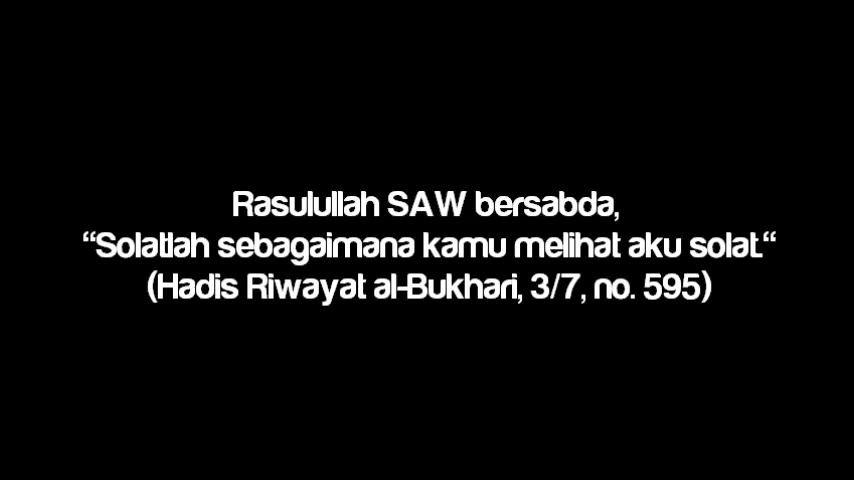 Rasulullah SAW bersabda,
“Solatlah sebagaimana kamu melihat aku solat“
(Hadis Riwayat al-Bukhari, 3/7, no. 595)